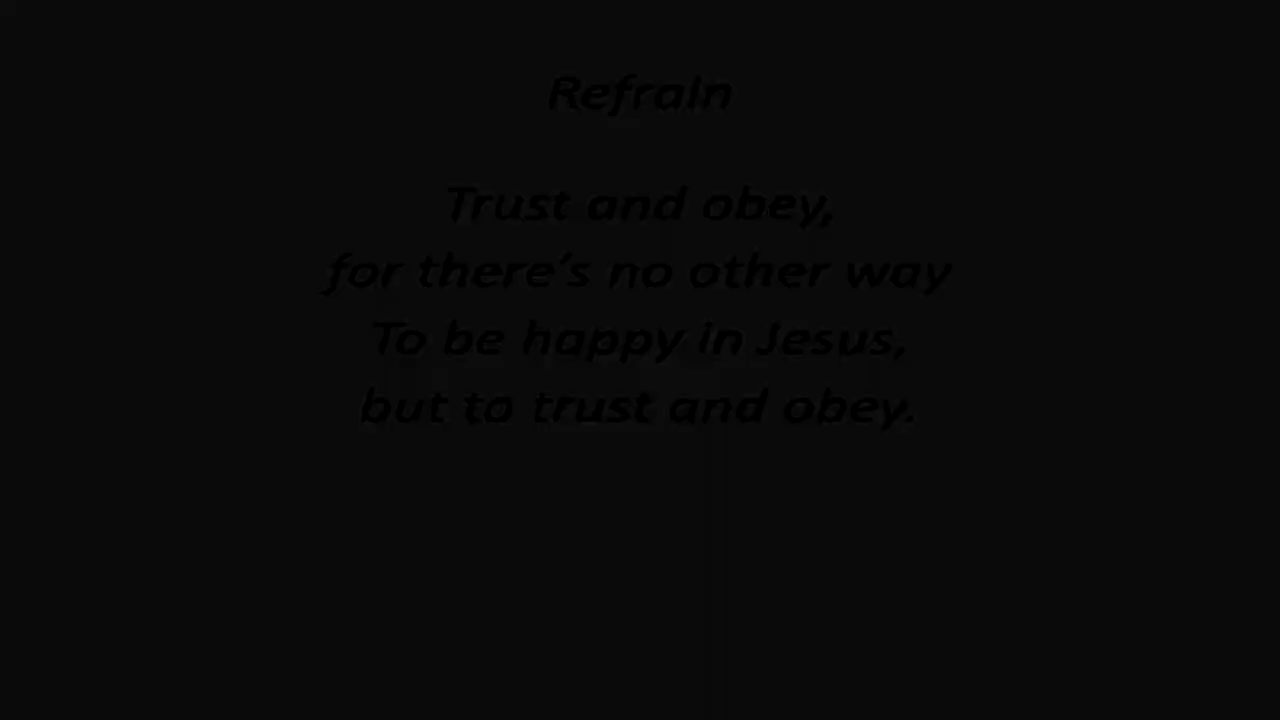 Refrain
Trust and obey,
for there's no other way
To be happy in Jesus,
but to trust and obey.